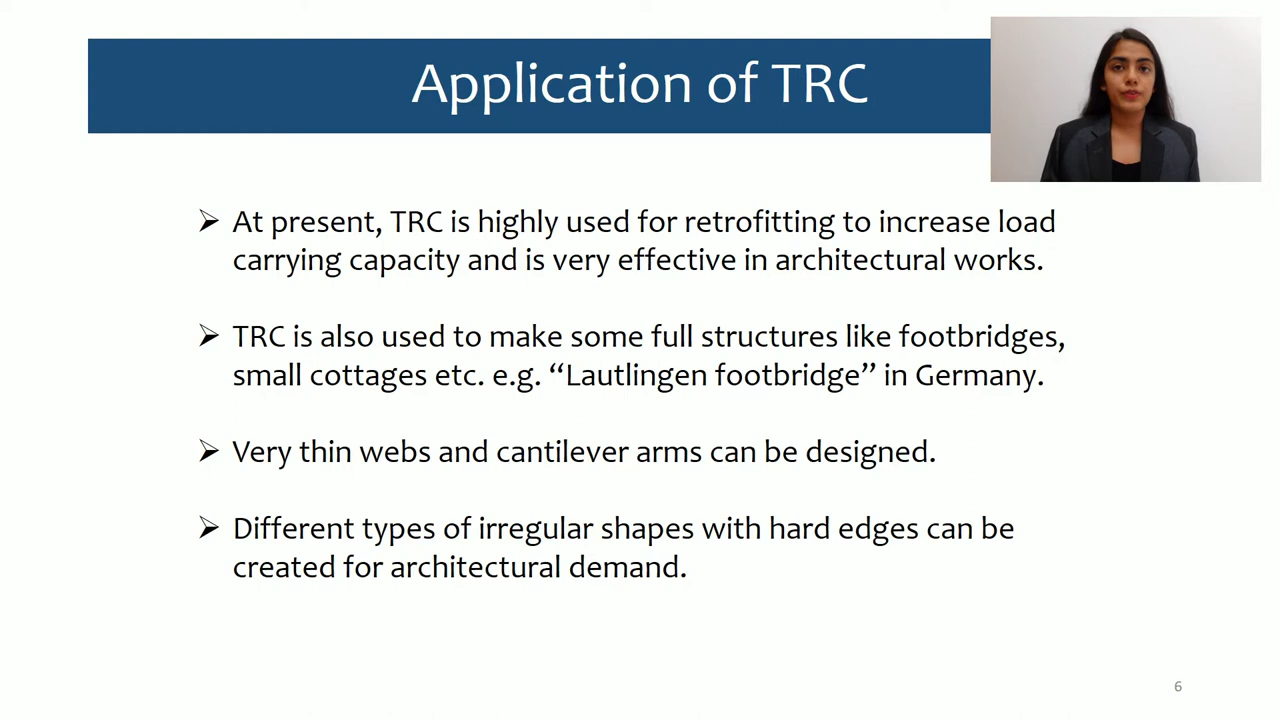 Application of TRC
➢ At present, TRC is highly used for retrofitting to increase load
carrying capacity and is very effective in architectural works.
➢ TRC is also used to make some full structures like footbridges,
small cottages etc. e.g. “Lautlingen footbridge” in Germany.
➢ Very thin webs and cantilever arms can be designed.
➢ Different types of irregular shapes with hard edges can be
created for architectural demand.
6